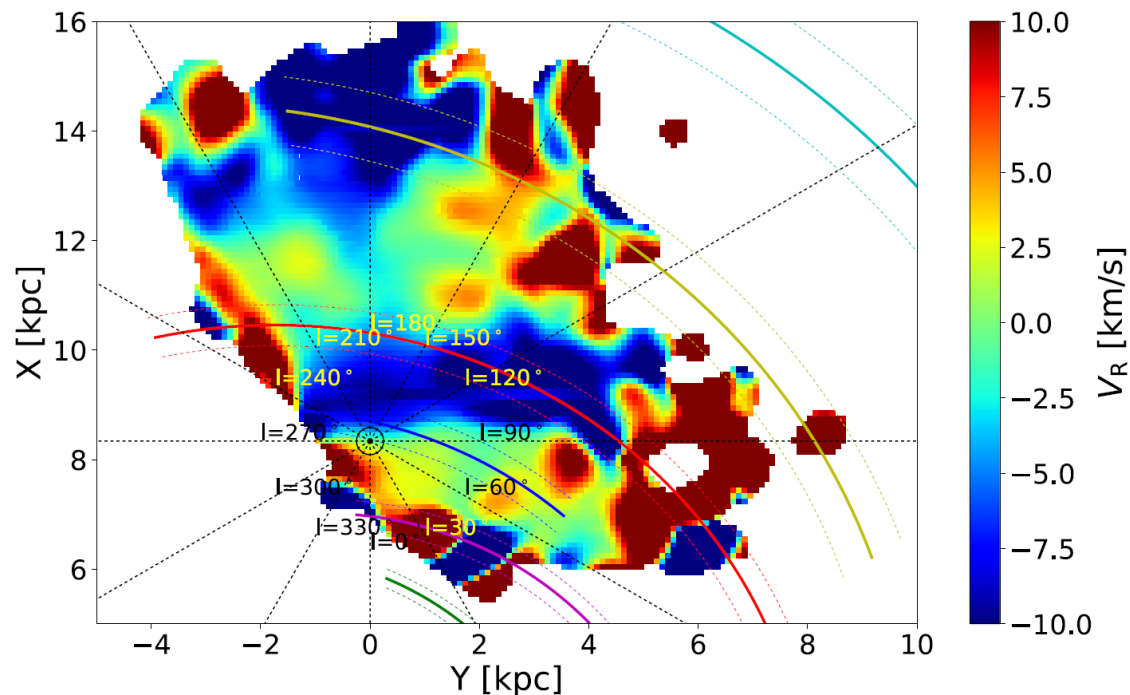 16
14
12
10
8
6
X [kpc]
l=180
l=210°
l=150°
l=240°
l=120°
l=270°
l=90°
l=300°
l=60°
l=330°
l=30
l=0°
−4
−2
0
2
4
6
8
10
Y [kpc]
10.0
7.5
5.0
2.5
0.0
−2.5
−5.0
−7.5
−10.0
V_R [km/s]